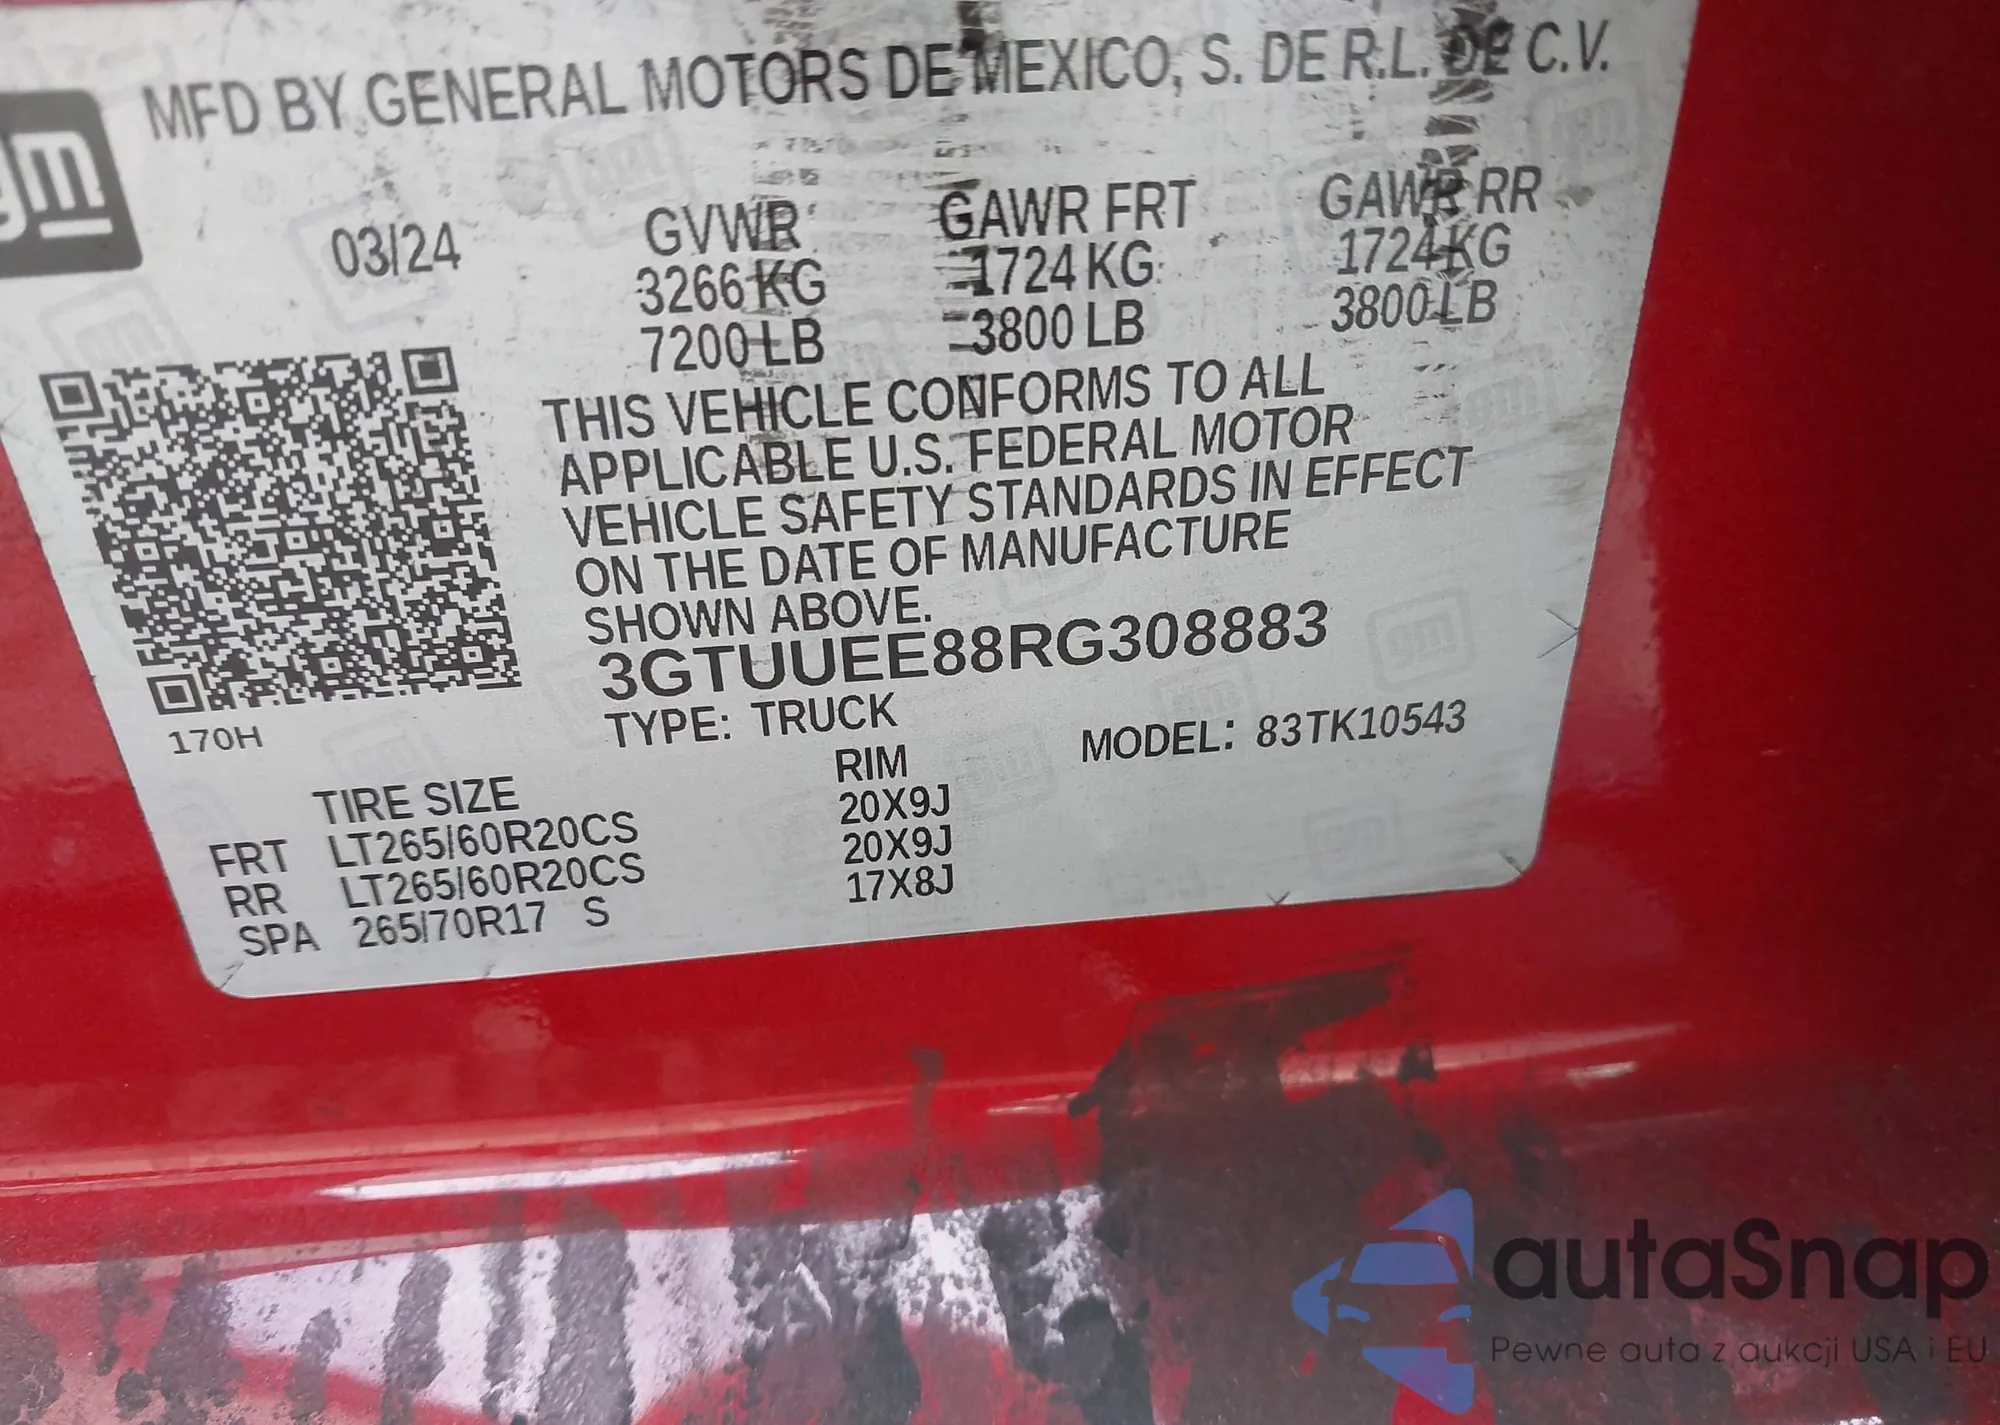 MFD BY GENERAL MOTORS DE MEXICO, S. DE R.L. DE C.V.
gm
03/24 GVWR GAWR FRT GAWR RR
3266 KG 1724 KG 1724 KG
7200 LB 3800 LB 3800 LB
THIS VEHICLE CONFORMS TO ALL
APPLICABLE U.S. FEDERAL MOTOR
VEHICLE SAFETY STANDARDS IN EFFECT
ON THE DATE OF MANUFACTURE
SHOWN ABOVE.
3GTUUEE88RG308883
170H
TYPE: TRUCK MODEL: 83TK10543
TIRE SIZE RIM
FRT LT265/60R20CS 20X9J
RR LT265/60R20CS 20X9J
SPA 265/70R17 S 17X8J
autaSnap
Pewne auta z aukcji USA i EU